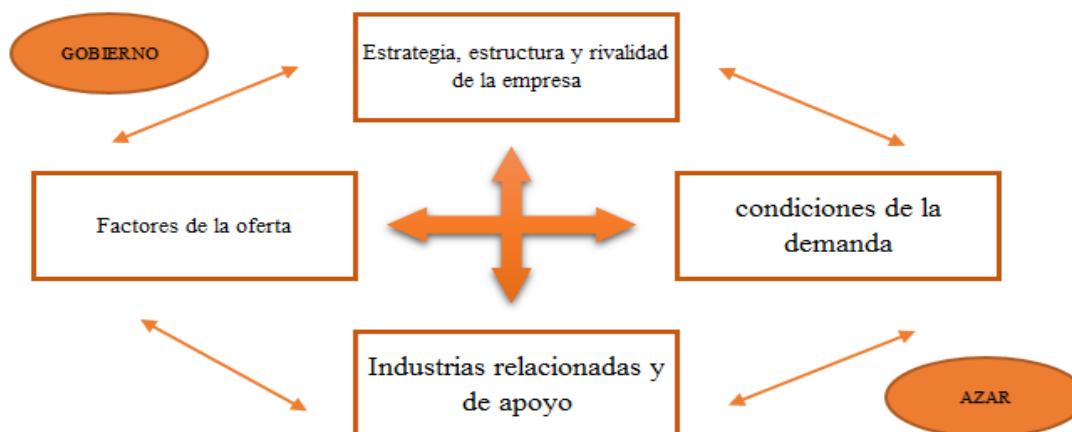 GOBIERNO
Estrategia, estructura y rivalidad
de la empresa
Factores de la oferta
condiciones de la
demanda
Industrias relacionadas y
de apoyo
AZAR